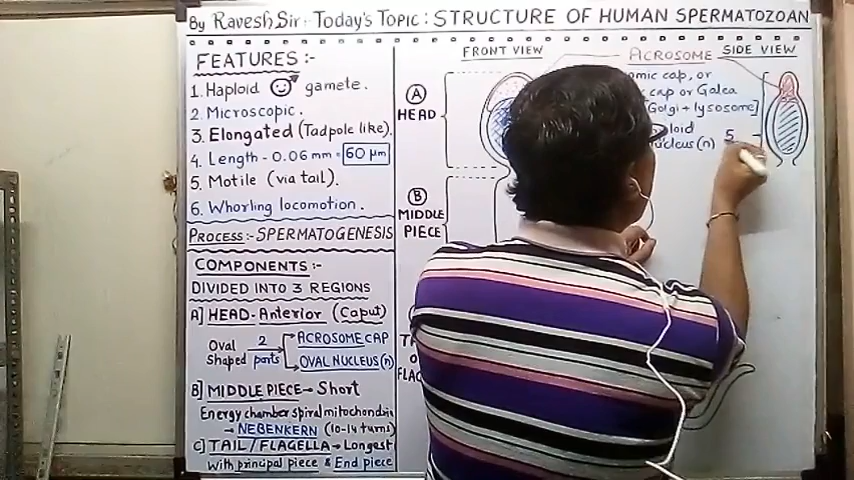 By Ravesh Sir - Today's Topic : STRUCTURE OF HUMAN SPERMATOZOAN
FEATURES :-
1. Haploid gamete.
2. Microscopic.
3. Elongated (Tadpole like).
4. Length - 0.06 mm = 60 μm
5. Motile (via tail).
6. Whorling locomotion.
PROCESS:- SPERMATOGENESIS
COMPONENTS :-
DIVIDED INTO 3 REGIONS
A] HEAD - Anterior (Caput)
Oval Shaped 2 parts
ACROSOME CAP
OVAL NUCLEUS (n)
B] MIDDLE PIECE → Short
Energy chamber spiral mitochondria
→ NEBENKERN (10-14 turns)
C] TAIL/FLAGELLA → Longest
with principal piece & End piece
FRONT VIEW
ACROSOME
SIDE VIEW
A
HEAD
cap, or
cap or Galea
[Golgi + lysosome]
(n)
5
B
MIDDLE
PIECE